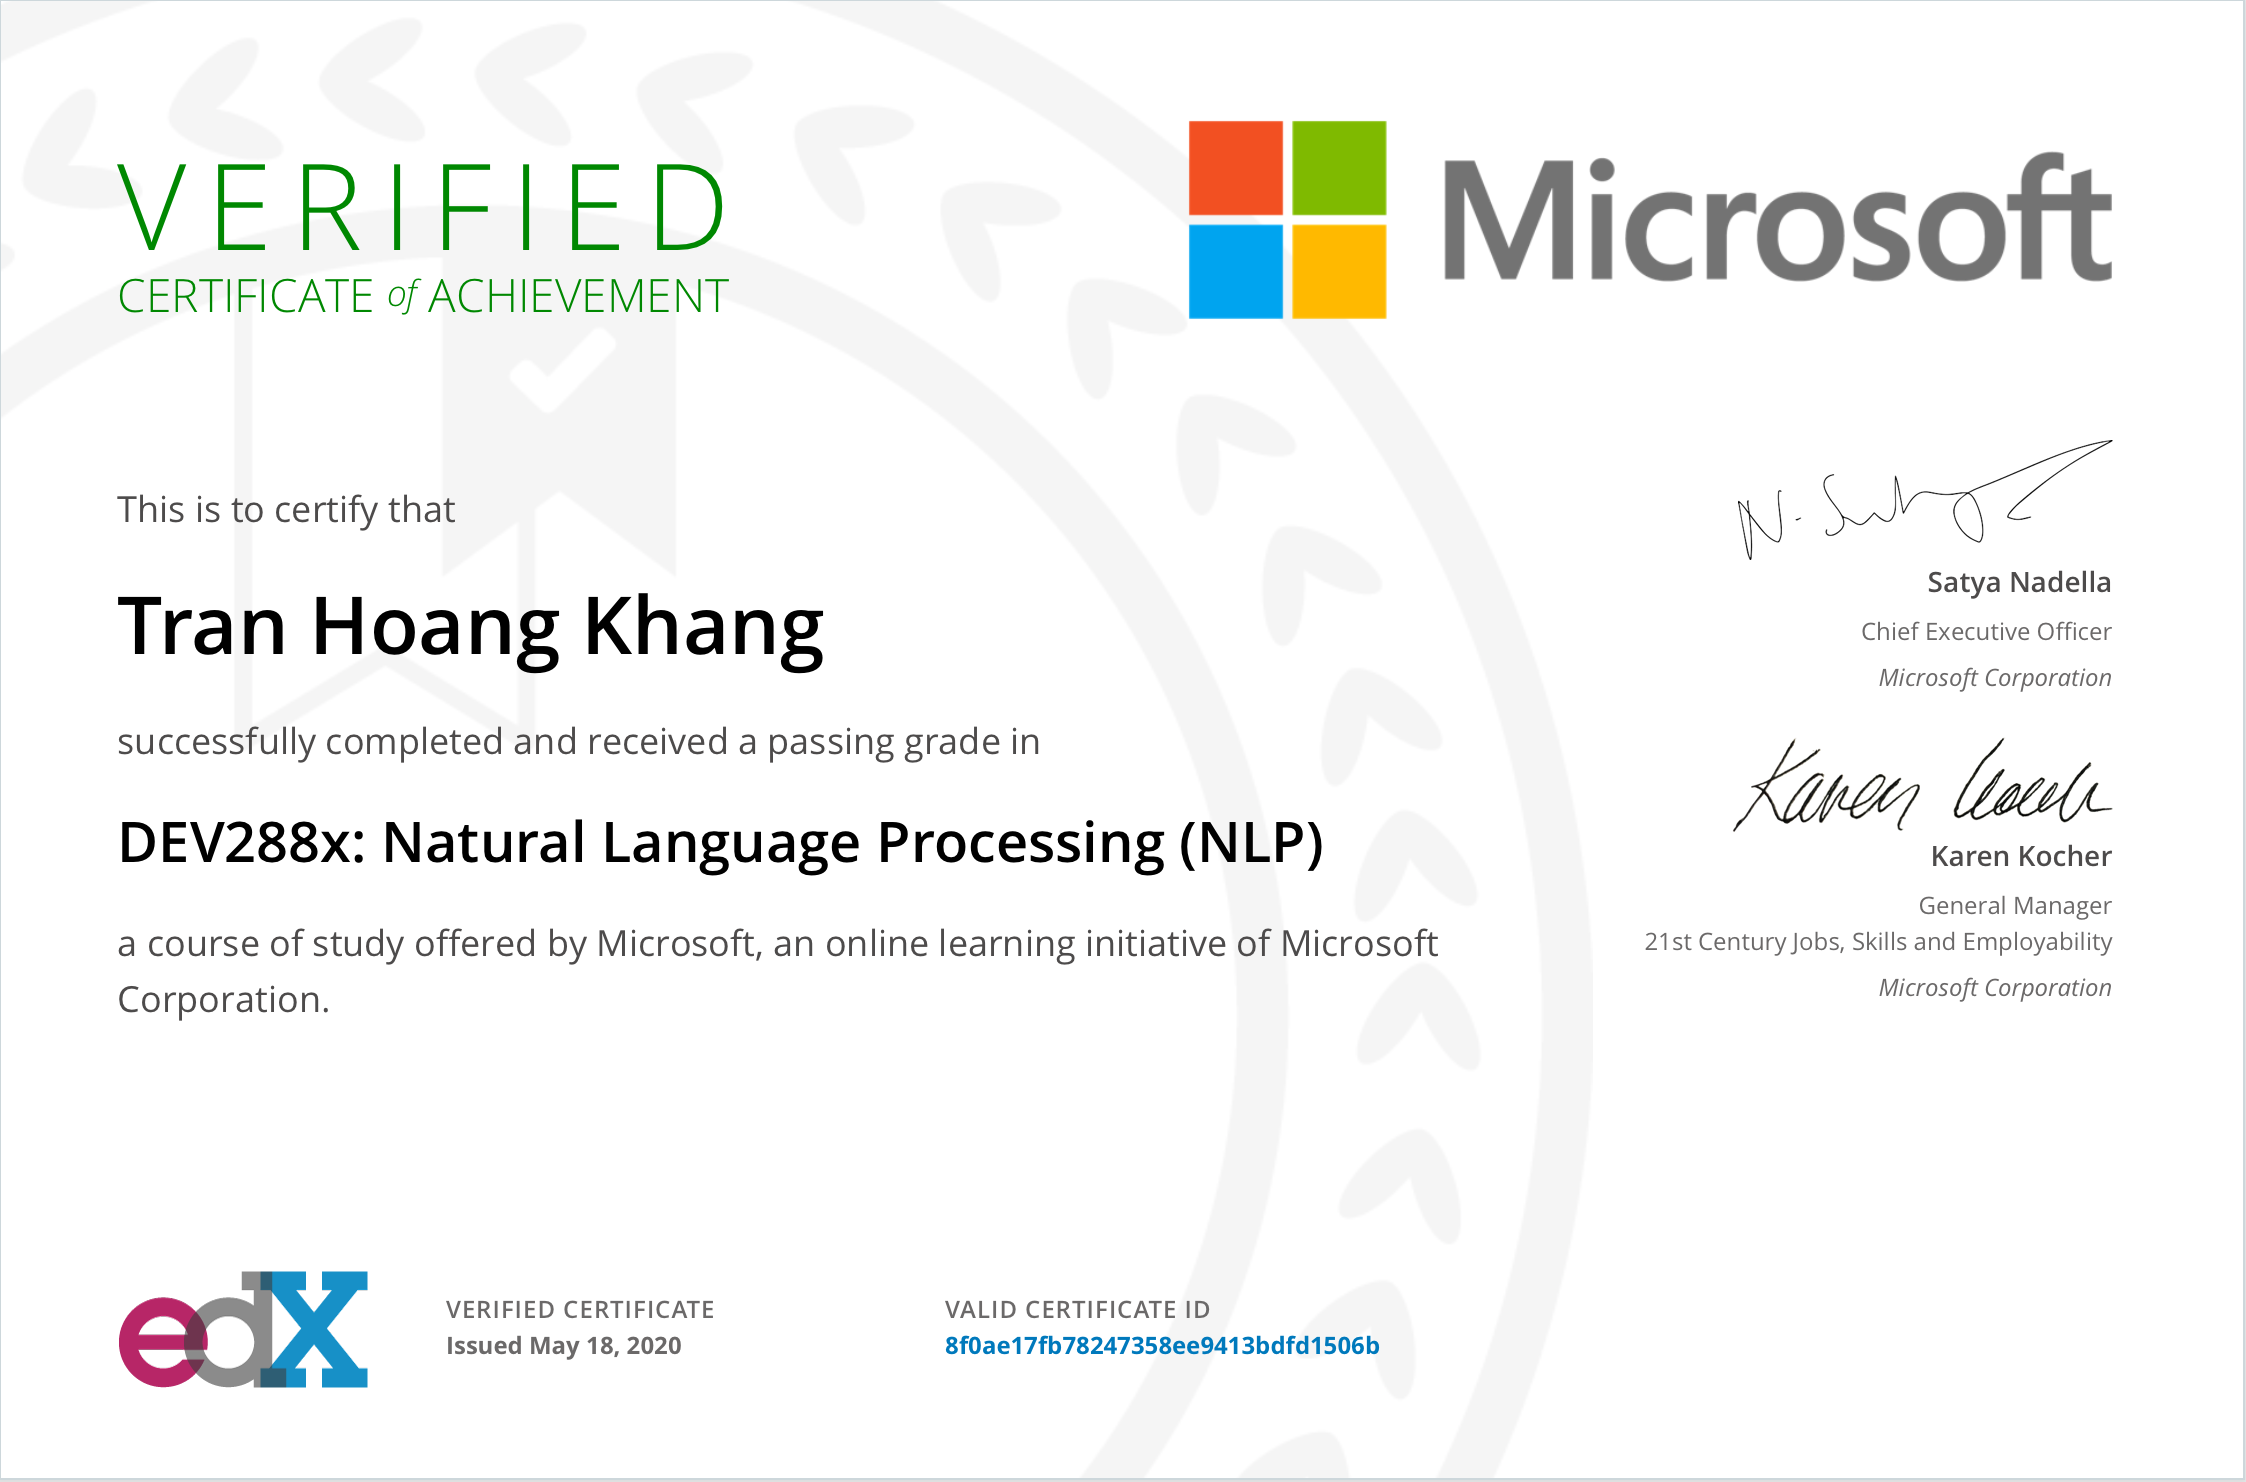 VERIFIED
CERTIFICATE of ACHIEVEMENT
Microsoft
This is to certify that
Tran Hoang Khang
successfully completed and received a passing grade in
DEV288x: Natural Language Processing (NLP)
a course of study offered by Microsoft, an online learning initiative of Microsoft
Corporation.
N. Satya
Satya Nadella
Chief Executive Officer
Microsoft Corporation
Karen Kocher
Karen Kocher
General Manager
21st Century Jobs, Skills and Employability
Microsoft Corporation
edX
VERIFIED CERTIFICATE
Issued May 18, 2020
VALID CERTIFICATE ID
8f0ae17fb78247358ee9413bdfd1506b